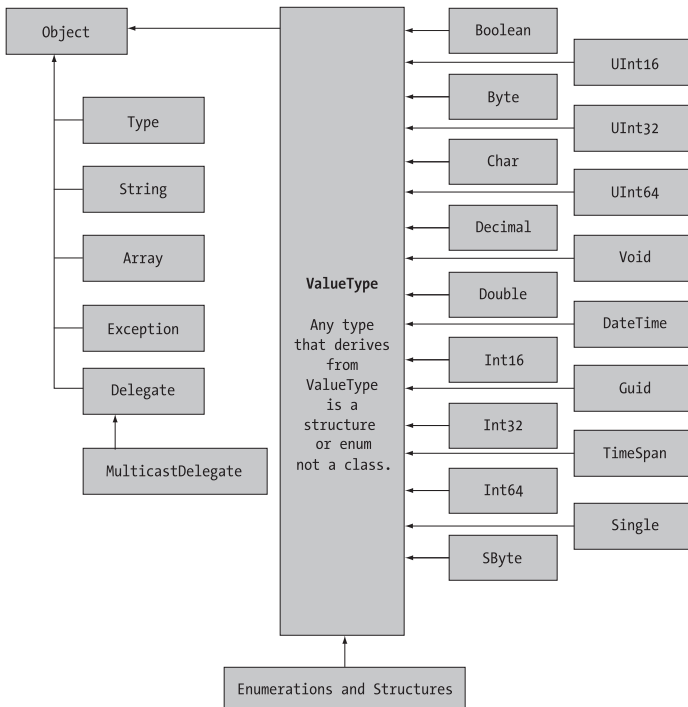 Object
Type
String
Array
Exception
Delegate
MulticastDelegate
ValueType
Any type
that derives
from
ValueType
is a
structure
or enum
not a class.
Boolean
Byte
Char
Decimal
Double
Int16
Int32
Int64
SByte
UInt16
UInt32
UInt64
Void
DateTime
Guid
TimeSpan
Single
Enumerations and Structures